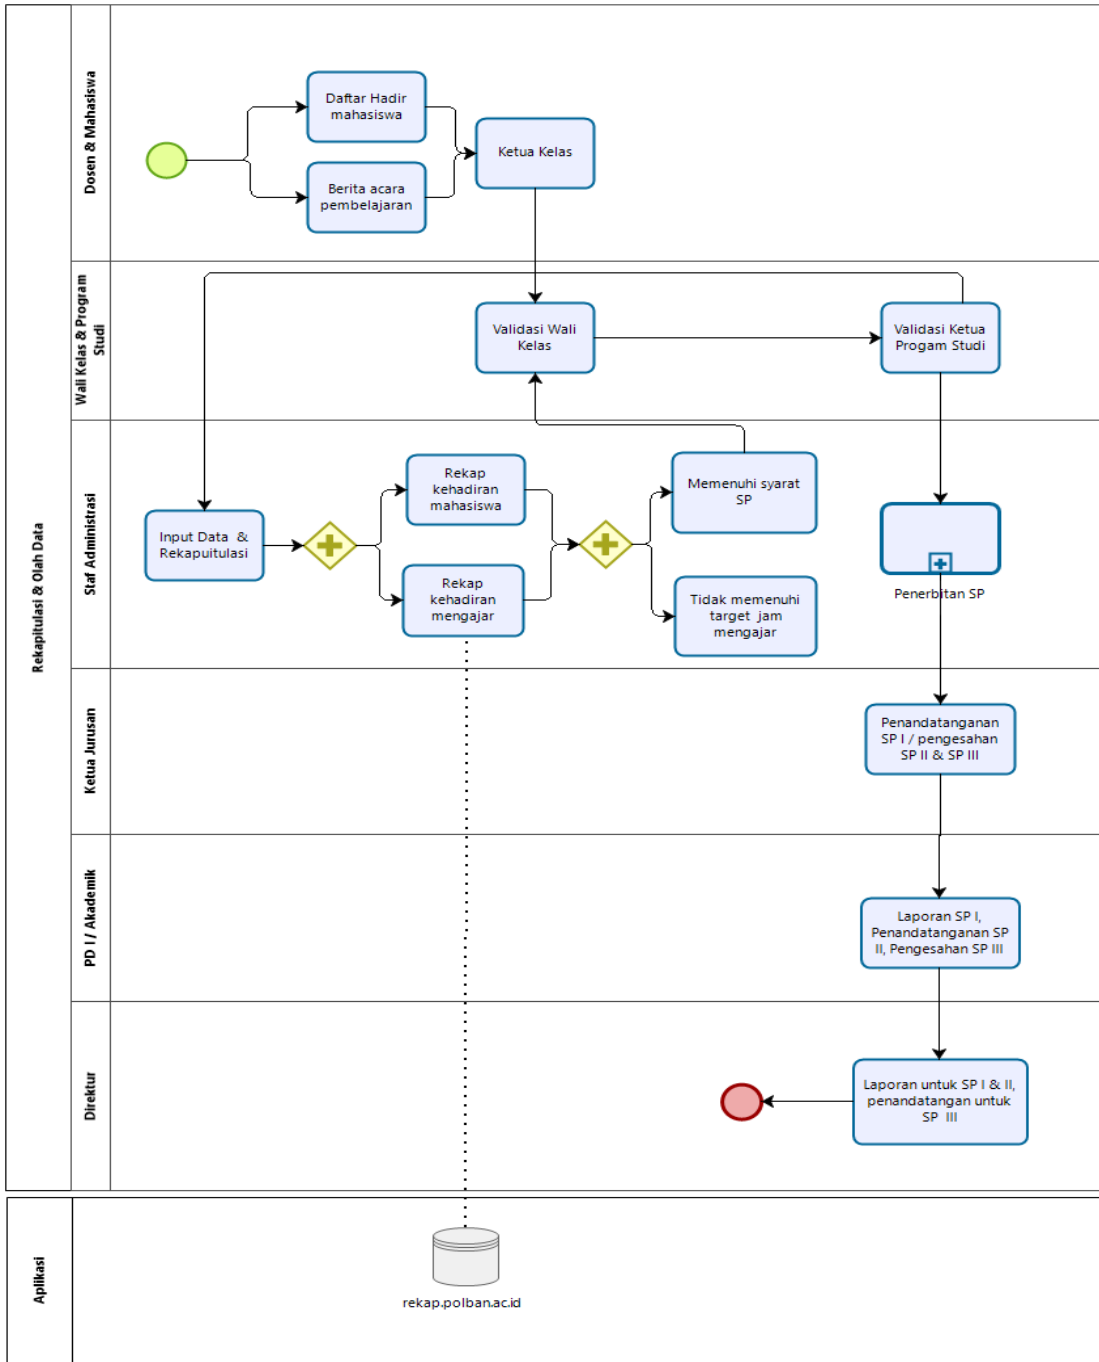 Rekapitulasi & Olah Data
Dosen & Mahasiswa
Daftar Hadir
mahasiswa
Berita acara
pembelajaran
Ketua Kelas
Wali Kelas & Program
Studi
Validasi Wali
Kelas
Validasi Ketua
Progam Studi
Staf Administrasi
Input Data &
Rekapuitulasi
Rekap
kehadiran
mahasiswa
Rekap
kehadiran
mengajar
Memenuhi syarat
SP
Tidak memenuhi
target jam
mengajar
Penerbitan SP
Ketua Jurusan
Penandatanganan
SP I / pengesahan
SP II & SP III
PD I / Akademik
Laporan SP I,
Penandatanganan SP
II, Pengesahan SP III
Direktur
Laporan untuk SP I & II,
penandatangan untuk
SP III
Aplikasi
rekap.polban.ac.id